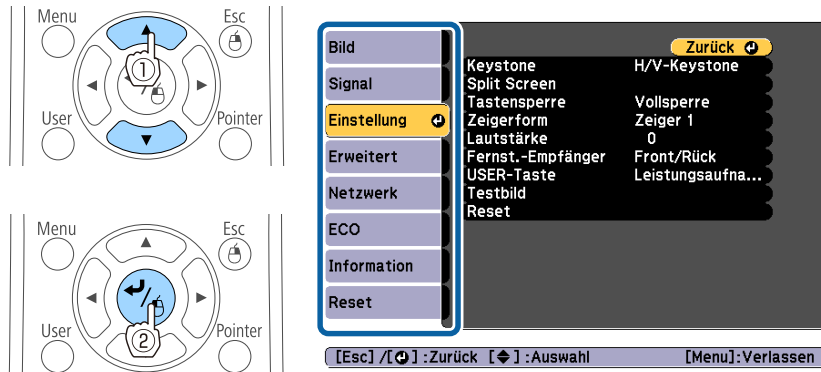 Menu Esc
①
User Pointer
Menu Esc
②
User Pointer
Bild
Signal
Einstellung
Erweitert
Netzwerk
ECO
Information
Reset
Zurück
Keystone H/V-Keystone
Split Screen
Tastensperre Vollsperre
Zeigerform Zeiger 1
Lautstärke 0
Fernst.-Empfänger Front/Rück
USER-Taste Leistungsaufna...
Testbild
Reset
[Esc] /[ ] :Zurück [ ] :Auswahl [Menu]:Verlassen